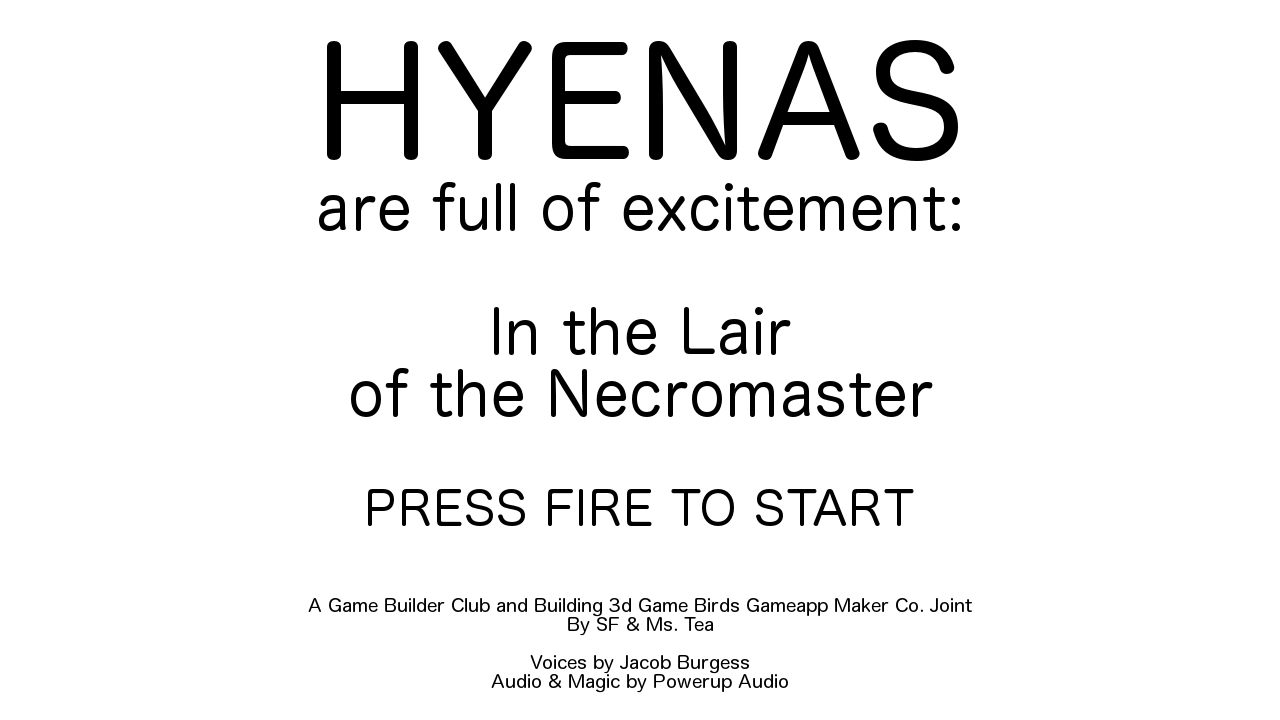 HYENAS
are full of excitement:
In the Lair
of the Necromaster
PRESS FIRE TO START
A Game Builder Club and Building 3d Game Birds Gameapp Maker Co. Joint
By SF & Ms. Tea
Voices by Jacob Burgess
Audio & Magic by Powerup Audio